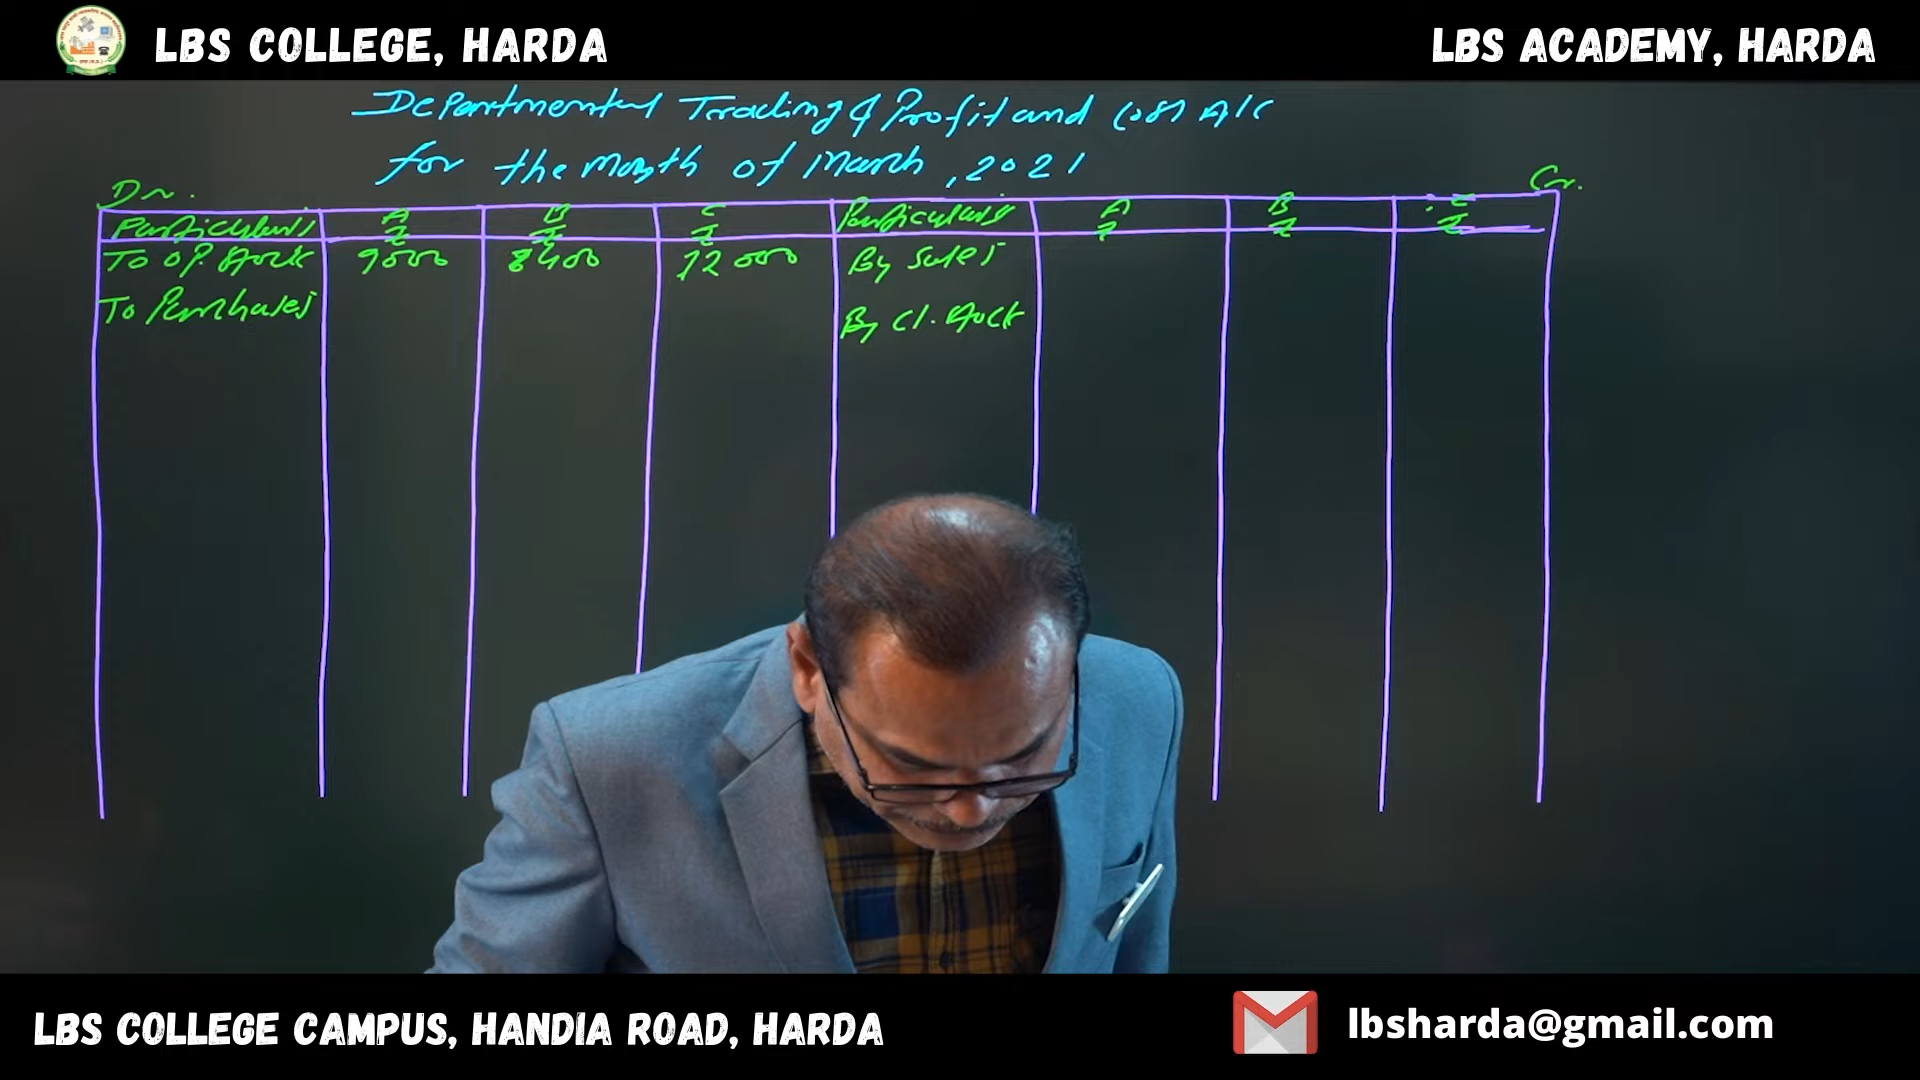 LBS COLLEGE, HARDA
LBS ACADEMY, HARDA
Departmental Trading & Profit and Loss A/c
for the Month of March, 2021
Dr.
Cr.
Particulars A B C Particulars A B C
₹ ₹ ₹ ₹ ₹ ₹
To op. Stock 9000 8400 12000 By Sales
To Purchases By Cl. Stock
LBS COLLEGE CAMPUS, HANDIA ROAD, HARDA
lbsharda@gmail.com